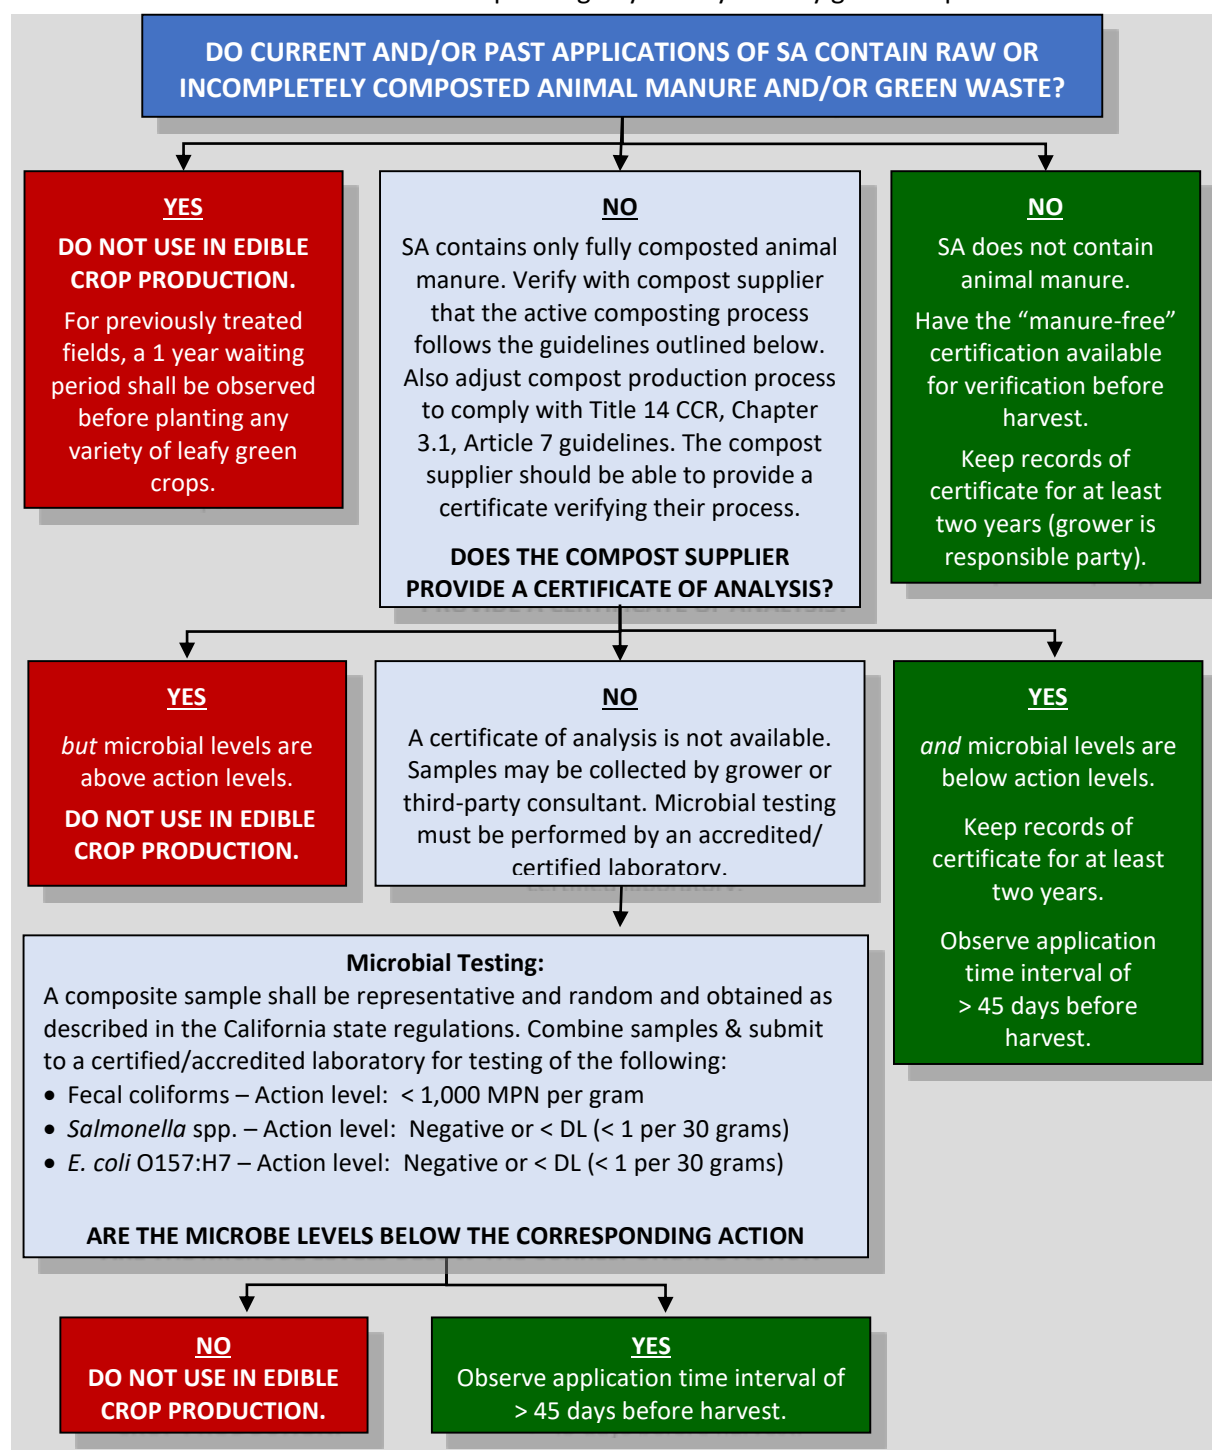 DO CURRENT AND/OR PAST APPLICATIONS OF SA CONTAIN RAW OR
INCOMPLETELY COMPOSTED ANIMAL MANURE AND/OR GREEN WASTE?
YES
DO NOT USE IN EDIBLE
CROP PRODUCTION.
For previously treated
fields, a 1 year waiting
period shall be observed
before planting any
variety of leafy green
crops.
NO
SA contains only fully composted animal
manure. Verify with compost supplier
that the active composting process
follows the guidelines outlined below.
Also adjust compost production process
to comply with Title 14 CCR, Chapter
3.1, Article 7 guidelines. The compost
supplier should be able to provide a
certificate verifying their process.
DOES THE COMPOST SUPPLIER
PROVIDE A CERTIFICATE OF ANALYSIS?
NO
SA does not contain
animal manure.
Have the “manure-free”
certification available
for verification before
harvest.
Keep records of
certificate for at least
two years (grower is
responsible party).
YES
but microbial levels are
above action levels.
DO NOT USE IN EDIBLE
CROP PRODUCTION.
NO
A certificate of analysis is not available.
Samples may be collected by grower or
third-party consultant. Microbial testing
must be performed by an accredited/
certified laboratory.
YES
and microbial levels are
below action levels.
Keep records of
certificate for at least
two years.
Observe application
time interval of
> 45 days before
harvest.
Microbial Testing:
A composite sample shall be representative and random and obtained as
described in the California state regulations. Combine samples & submit
to a certified/accredited laboratory for testing of the following:
• Fecal coliforms – Action level: < 1,000 MPN per gram
• Salmonella spp. – Action level: Negative or < DL (< 1 per 30 grams)
• E. coli O157:H7 – Action level: Negative or < DL (< 1 per 30 grams)
ARE THE MICROBE LEVELS BELOW THE CORRESPONDING ACTION
NO
DO NOT USE IN EDIBLE
CROP PRODUCTION.
YES
Observe application time interval of
> 45 days before harvest.